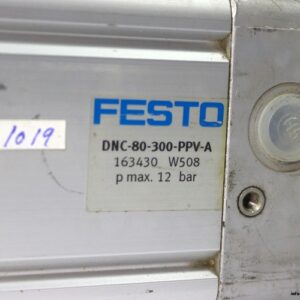 1019
FESTO
DNC-80-300-PPV-A
163430 W508
p max. 12 bar